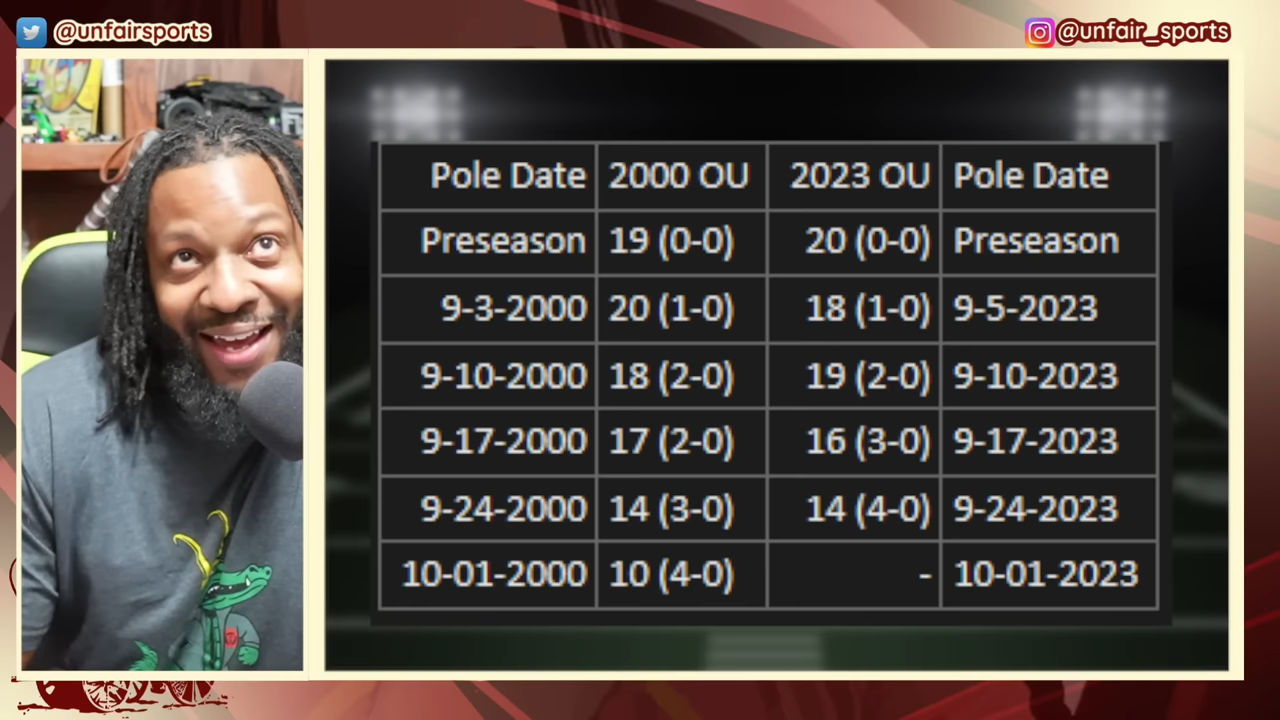 @unfairsports
@unfair_sports
Pole Date 2000 OU 2023 OU Pole Date
Preseason 19 (0-0) 20 (0-0) Preseason
9-3-2000 20 (1-0) 18 (1-0) 9-5-2023
9-10-2000 18 (2-0) 19 (2-0) 9-10-2023
9-17-2000 17 (2-0) 16 (3-0) 9-17-2023
9-24-2000 14 (3-0) 14 (4-0) 9-24-2023
10-01-2000 10 (4-0) - 10-01-2023